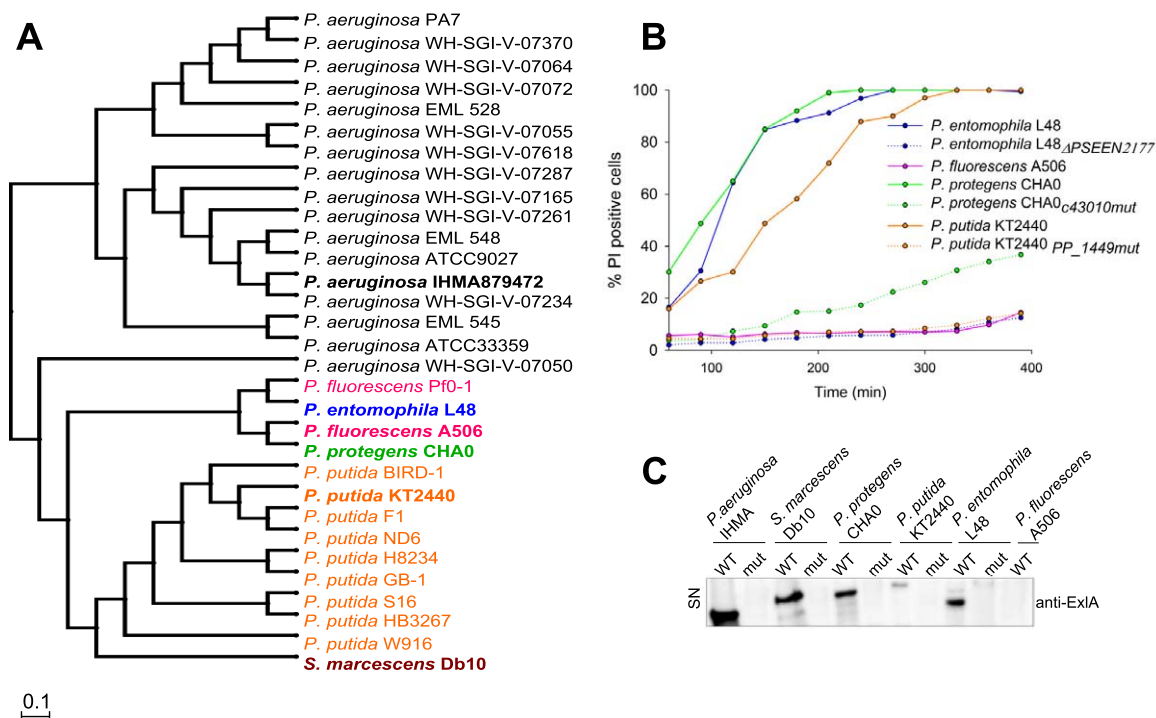 A
P. aeruginosa PA7
P. aeruginosa WH-SGI-V-07370
P. aeruginosa WH-SGI-V-07064
P. aeruginosa WH-SGI-V-07072
P. aeruginosa EML 528
P. aeruginosa WH-SGI-V-07055
P. aeruginosa WH-SGI-V-07618
P. aeruginosa WH-SGI-V-07287
P. aeruginosa WH-SGI-V-07165
P. aeruginosa WH-SGI-V-07261
P. aeruginosa EML 548
P. aeruginosa ATCC9027
P. aeruginosa IHMA879472
P. aeruginosa WH-SGI-V-07234
P. aeruginosa EML 545
P. aeruginosa ATCC33359
P. aeruginosa WH-SGI-V-07050
P. fluorescens Pf0-1
P. entomophila L48
P. fluorescens A506
P. protegens CHA0
P. putida BIRD-1
P. putida KT2440
P. putida F1
P. putida ND6
P. putida H8234
P. putida GB-1
P. putida S16
P. putida HB3267
P. putida W916
S. marcescens Db10
0.1
B
% PI positive cells
100
80
60
40
20
0
100 200 300 400
Time (min)
P. entomophila L48
P. entomophila L48ΔPSEEN2177
P. fluorescens A506
P. protegens CHA0
P. protegens CHA0c43010mut
P. putida KT2440
P. putida KT2440 PP_1449mut
C
P.aeruginosa
IHMA
S. marcescens
Db10
P. protegens
CHA0
P. putida
KT2440
P. entomophila
L48
P. fluorescens
A506
WT mut WT mut WT mut WT mut WT mut WT
SN
anti-ExlA